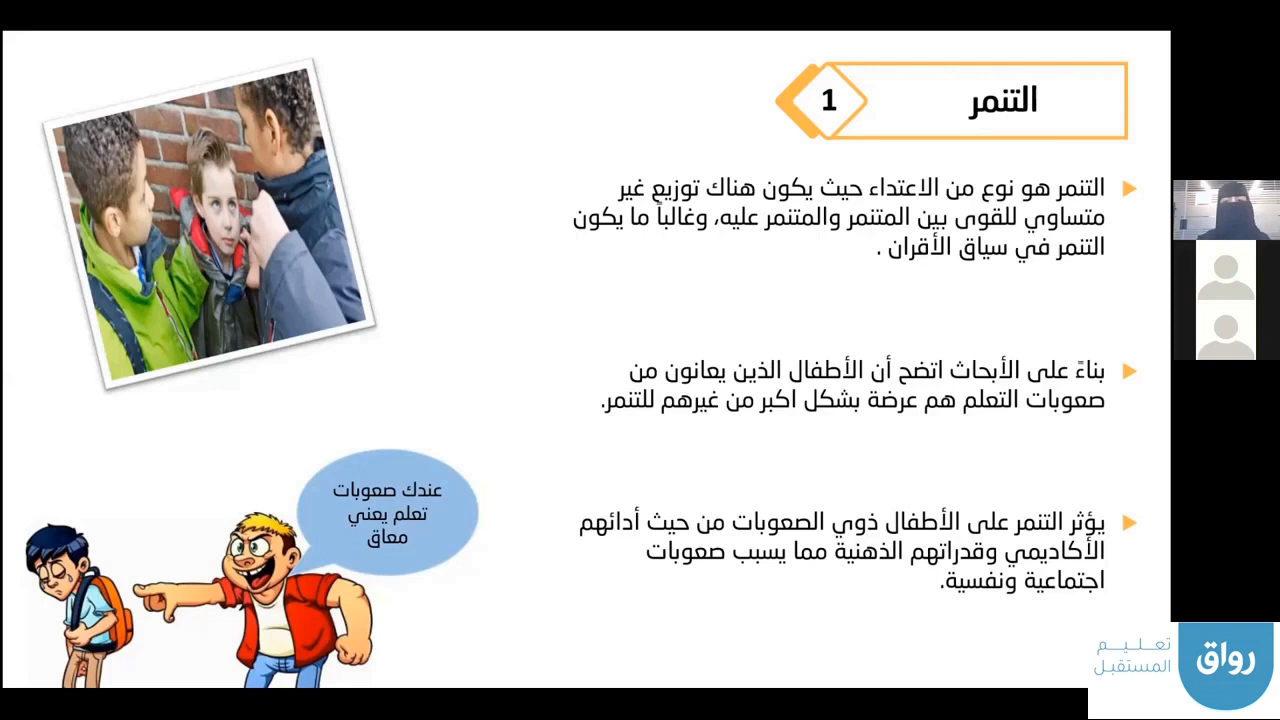 التنمر
1
التنمر هو نوع من الاعتداء حيث يكون هناك توزيع غير
متساوي للقوى بين المتنمر والمتنمر عليه، وغالباً ما يكون
التنمر في سياق الأقران .
بناءً على الأبحاث اتضح أن الأطفال الذين يعانون من
صعوبات التعلم هم عرضة بشكل اكبر من غيرهم للتنمر.
يؤثر التنمر على الأطفال ذوي الصعوبات من حيث أدائهم
الأكاديمي وقدراتهم الذهنية مما يسبب صعوبات
اجتماعية ونفسية.
عندك صعوبات
تعلم يعني
معاق
تعـلـيـم
المستقبل
رواق